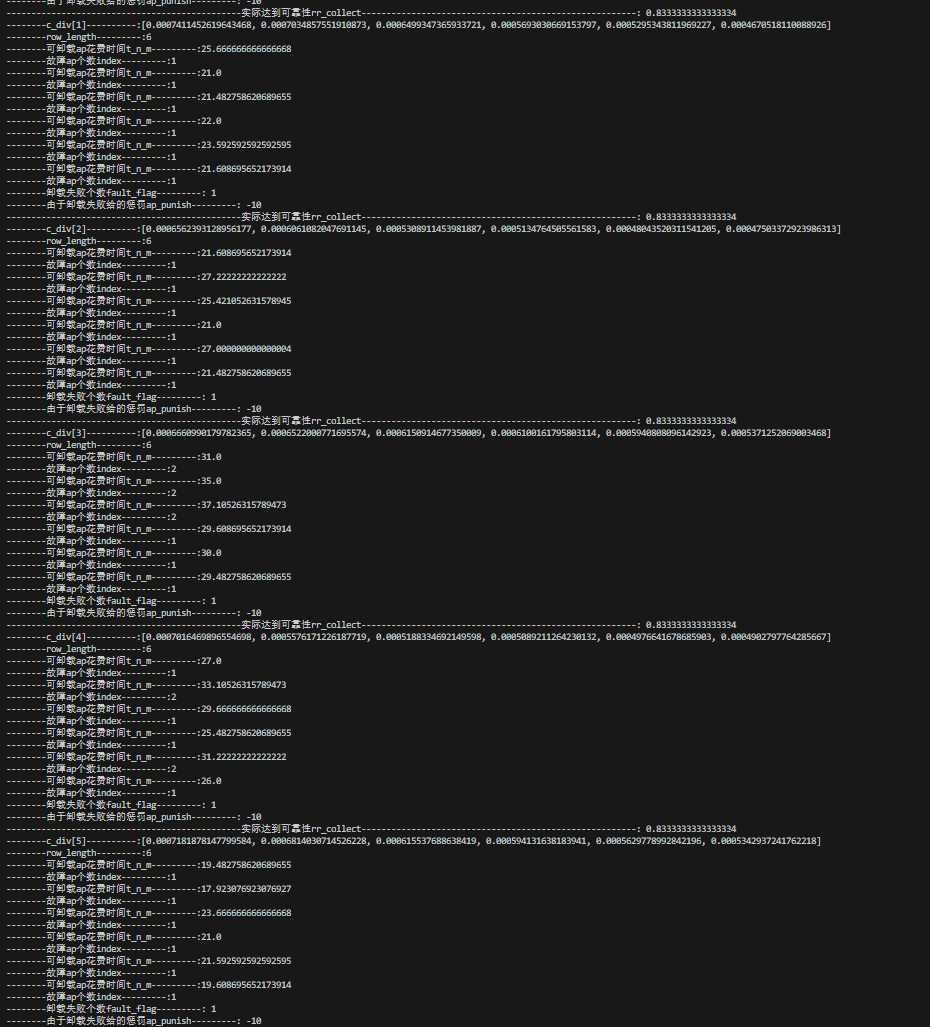 --------由于卸载失败给的惩罚ap_punish---------: -10
-----------------------------------------------实际达到可靠性rr_collect-------------------------------------------------------: 0.8333333333333334
--------c_div[1]----------:[0.0007411452619643468, 0.0007034857551910873, 0.0006499347365933721, 0.0005693030669153797, 0.0005295343811969227, 0.0004670518110088926]
--------row_length---------:6
--------可卸载ap花费时间t_n_m---------:25.666666666666668
--------故障ap个数index---------:1
--------可卸载ap花费时间t_n_m---------:21.0
--------故障ap个数index---------:1
--------可卸载ap花费时间t_n_m---------:21.482758620689655
--------故障ap个数index---------:1
--------可卸载ap花费时间t_n_m---------:22.0
--------故障ap个数index---------:1
--------可卸载ap花费时间t_n_m---------:23.592592592592595
--------故障ap个数index---------:1
--------可卸载ap花费时间t_n_m---------:21.608695652173914
--------故障ap个数index---------:1
--------卸载失败个数fault_flag---------: 1
--------由于卸载失败给的惩罚ap_punish---------: -10
-----------------------------------------------实际达到可靠性rr_collect-------------------------------------------------------: 0.8333333333333334
--------c_div[2]----------:[0.0006562393128956177, 0.0006061082047691145, 0.0005308911453981887, 0.0005134764505561583, 0.00048043520311541205, 0.00047503372923986313]
--------row_length---------:6
--------可卸载ap花费时间t_n_m---------:21.608695652173914
--------故障ap个数index---------:1
--------可卸载ap花费时间t_n_m---------:27.22222222222222
--------故障ap个数index---------:1
--------可卸载ap花费时间t_n_m---------:25.421052631578945
--------故障ap个数index---------:1
--------可卸载ap花费时间t_n_m---------:21.0
--------故障ap个数index---------:1
--------可卸载ap花费时间t_n_m---------:27.000000000000004
--------故障ap个数index---------:1
--------可卸载ap花费时间t_n_m---------:21.482758620689655
--------故障ap个数index---------:1
--------卸载失败个数fault_flag---------: 1
--------由于卸载失败给的惩罚ap_punish---------: -10
-----------------------------------------------实际达到可靠性rr_collect-------------------------------------------------------: 0.8333333333333334
--------c_div[3]----------:[0.0006660990179782365, 0.0006522000771695574, 0.0006150914677350009, 0.0006100161795803114, 0.0005940808096142923, 0.0005371252069003468]
--------row_length---------:6
--------可卸载ap花费时间t_n_m---------:31.0
--------故障ap个数index---------:2
--------可卸载ap花费时间t_n_m---------:35.0
--------故障ap个数index---------:2
--------可卸载ap花费时间t_n_m---------:37.10526315789473
--------故障ap个数index---------:2
--------可卸载ap花费时间t_n_m---------:29.608695652173914
--------故障ap个数index---------:1
--------可卸载ap花费时间t_n_m---------:30.0
--------故障ap个数index---------:1
--------可卸载ap花费时间t_n_m---------:29.482758620689655
--------故障ap个数index---------:1
--------卸载失败个数fault_flag---------: 1
--------由于卸载失败给的惩罚ap_punish---------: -10
-----------------------------------------------实际达到可靠性rr_collect-------------------------------------------------------: 0.8333333333333334
--------c_div[4]----------:[0.0007016469896554698, 0.0005576171226187719, 0.0005188334692149598, 0.0005089211264230132, 0.0004976641678685903, 0.0004902797764285667]
--------row_length---------:6
--------可卸载ap花费时间t_n_m---------:27.0
--------故障ap个数index---------:1
--------可卸载ap花费时间t_n_m---------:33.10526315789473
--------故障ap个数index---------:2
--------可卸载ap花费时间t_n_m---------:29.666666666666668
--------故障ap个数index---------:1
--------可卸载ap花费时间t_n_m---------:25.482758620689655
--------故障ap个数index---------:1
--------可卸载ap花费时间t_n_m---------:31.22222222222222
--------故障ap个数index---------:2
--------可卸载ap花费时间t_n_m---------:26.0
--------故障ap个数index---------:1
--------卸载失败个数fault_flag---------: 1
--------由于卸载失败给的惩罚ap_punish---------: -10
-----------------------------------------------实际达到可靠性rr_collect-------------------------------------------------------: 0.8333333333333334
--------c_div[5]----------:[0.0007181878147799584, 0.0006814030714526228, 0.000615537688638419, 0.000594131638183941, 0.0005629778992842196, 0.0005342937241762218]
--------row_length---------:6
--------可卸载ap花费时间t_n_m---------:19.482758620689655
--------故障ap个数index---------:1
--------可卸载ap花费时间t_n_m---------:17.923076923076927
--------故障ap个数index---------:1
--------可卸载ap花费时间t_n_m---------:23.666666666666668
--------故障ap个数index---------:1
--------可卸载ap花费时间t_n_m---------:21.0
--------故障ap个数index---------:1
--------可卸载ap花费时间t_n_m---------:21.592592592592595
--------故障ap个数index---------:1
--------可卸载ap花费时间t_n_m---------:19.608695652173914
--------故障ap个数index---------:1
--------卸载失败个数fault_flag---------: 1
--------由于卸载失败给的惩罚ap_punish---------: -10